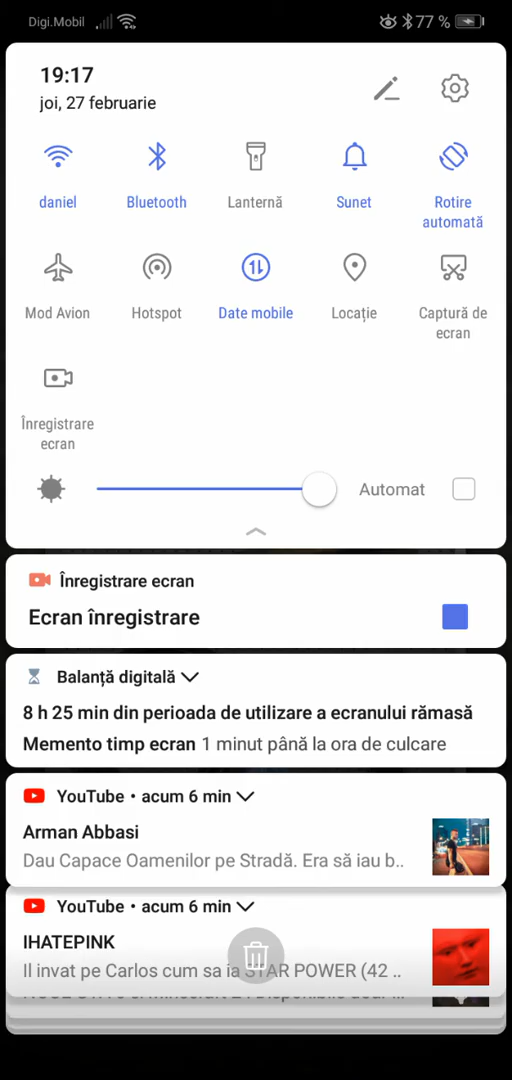 Digi.Mobil
77 %
19:17
joi, 27 februarie
daniel
Bluetooth
Lanternă
Sunet
Rotire
automată
Mod Avion
Hotspot
Date mobile
Locație
Captură de
ecran
Înregistrare
ecran
Automat
Înregistrare ecran
Ecran înregistrare
Balanță digitală
8 h 25 min din perioada de utilizare a ecranului rămasă
Memento timp ecran 1 minut până la ora de culcare
YouTube • acum 6 min
Arman Abbasi
Dau Capace Oamenilor pe Stradă. Era să iau b..
YouTube • acum 6 min
IHATEPINK
Il invat pe Carlos cum sa ia STAR POWER (42 ..